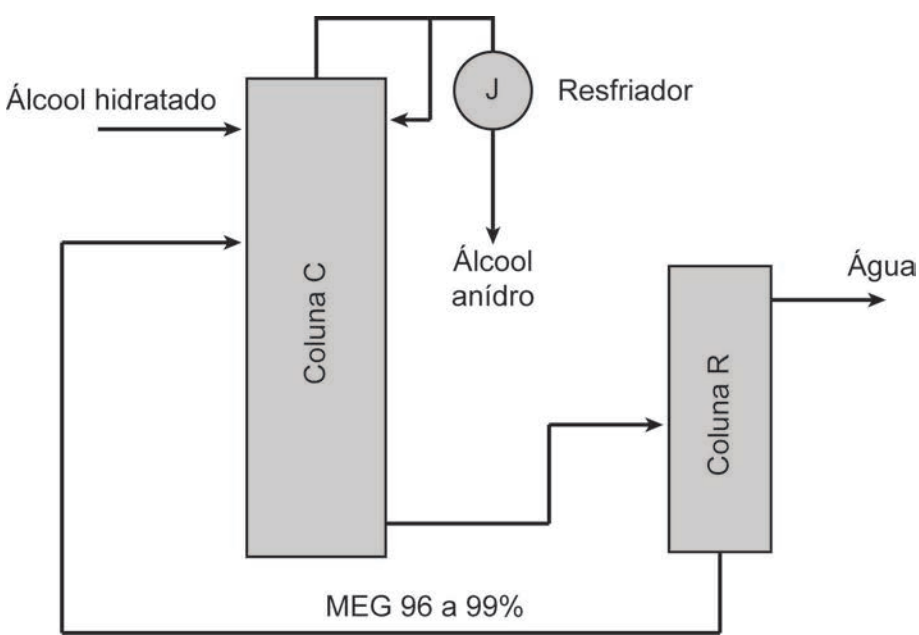 Álcool hidratado
J
Resfriador
Álcool
anídro
Água
Coluna C
Coluna R
MEG 96 a 99%